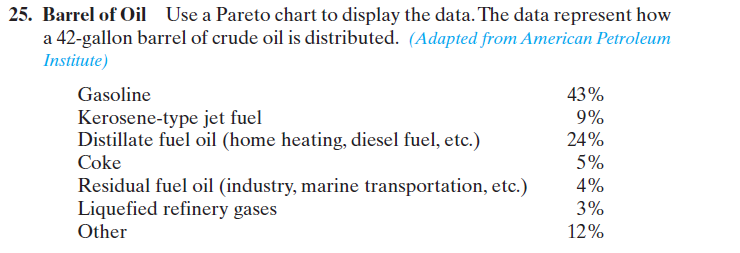 25. Barrel of Oil Use a Pareto chart to display the data. The data represent how
a 42-gallon barrel of crude oil is distributed. (Adapted from American Petroleum
Institute)
Gasoline 43%
Kerosene-type jet fuel 9%
Distillate fuel oil (home heating, diesel fuel, etc.) 24%
Coke 5%
Residual fuel oil (industry, marine transportation, etc.) 4%
Liquefied refinery gases 3%
Other 12%